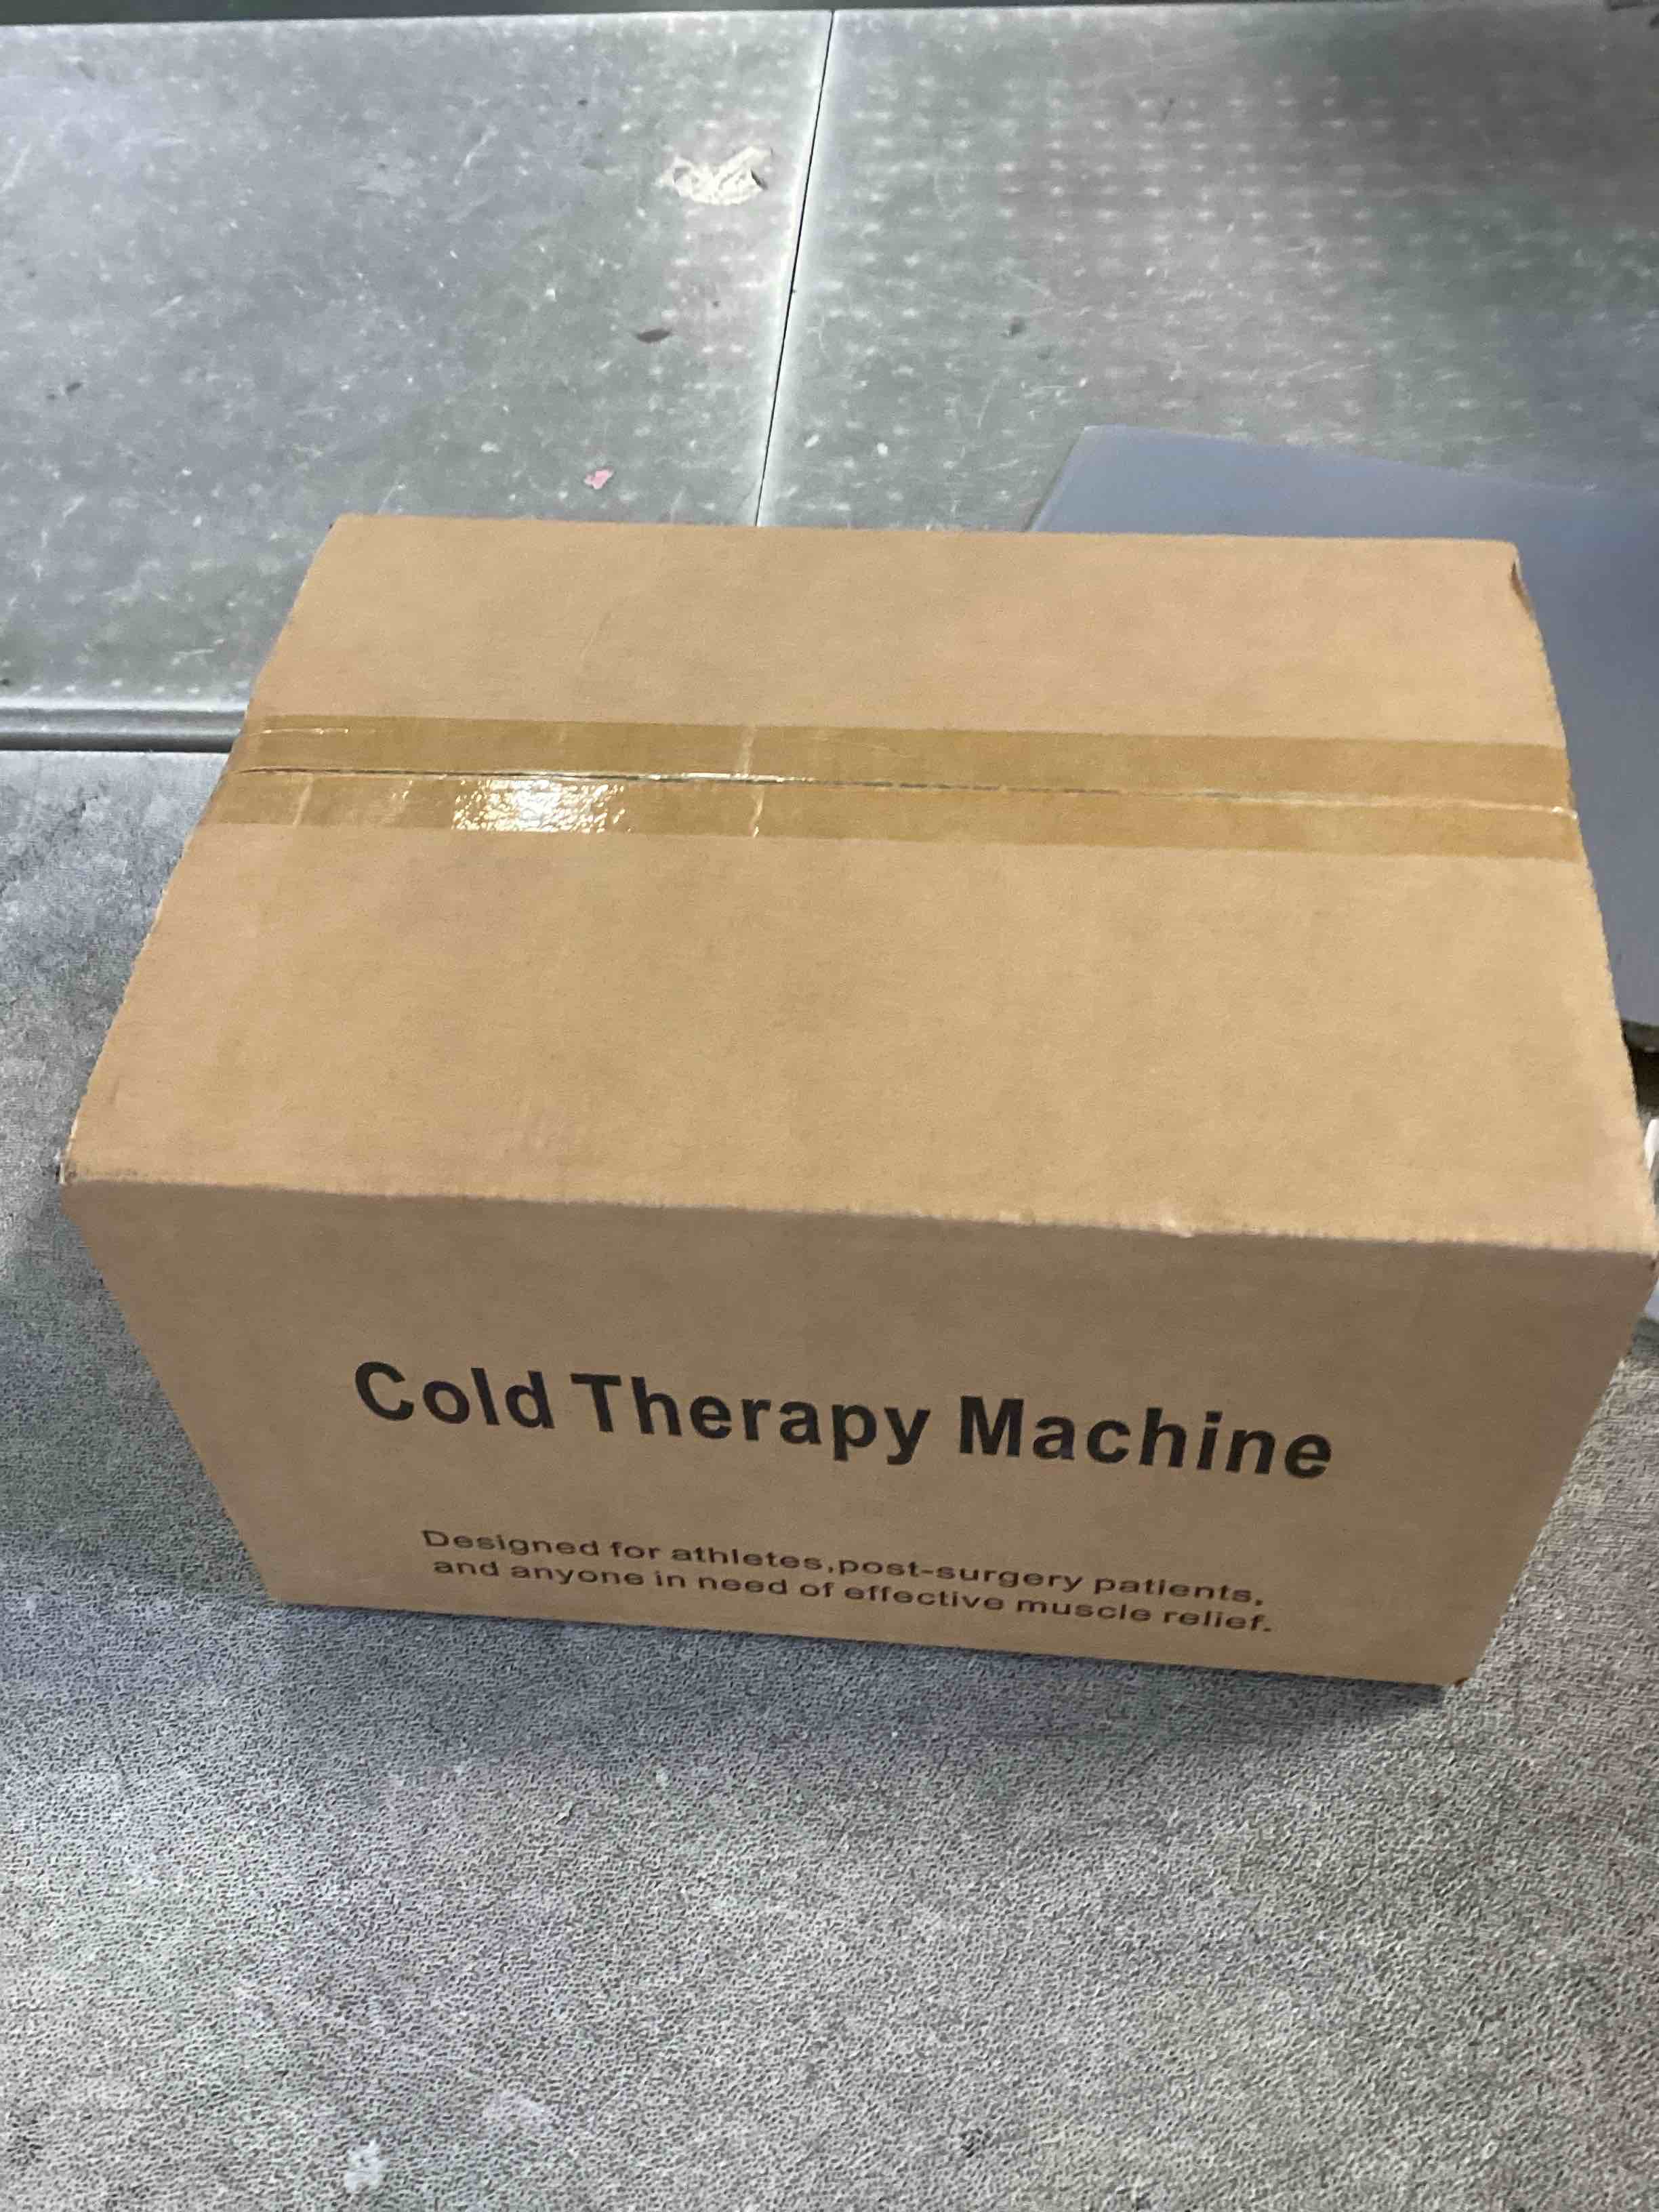 Cold Therapy Machine
Designed for athletes,post-surgery patients,
and anyone in need of effective muscle relief.